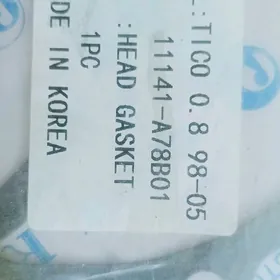 : TICO 0.8 98-05
11141-A78B01
: HEAD GASKET
1PC
DE IN KOREA